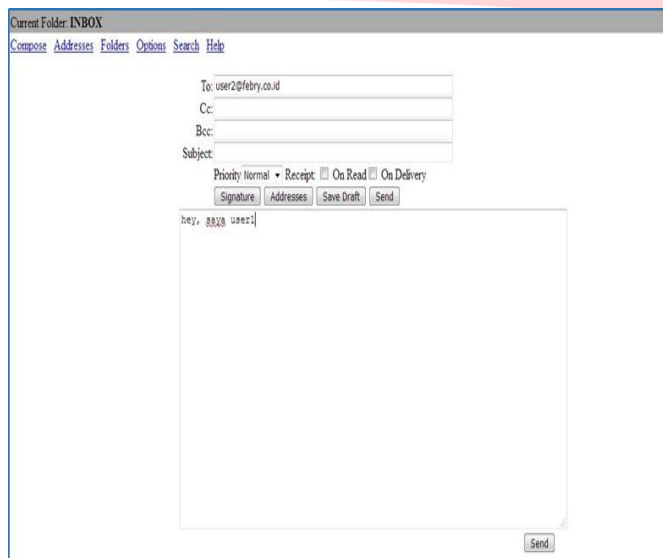 Current Folder: INBOX
Compose Addresses Folders Options Search Help
To: user2@febry.co.id
Cc:
Bcc:
Subject:
Priority Normal Receipt: On Read On Delivery
Signature Addresses Save Draft Send
hey, saya user1
Send